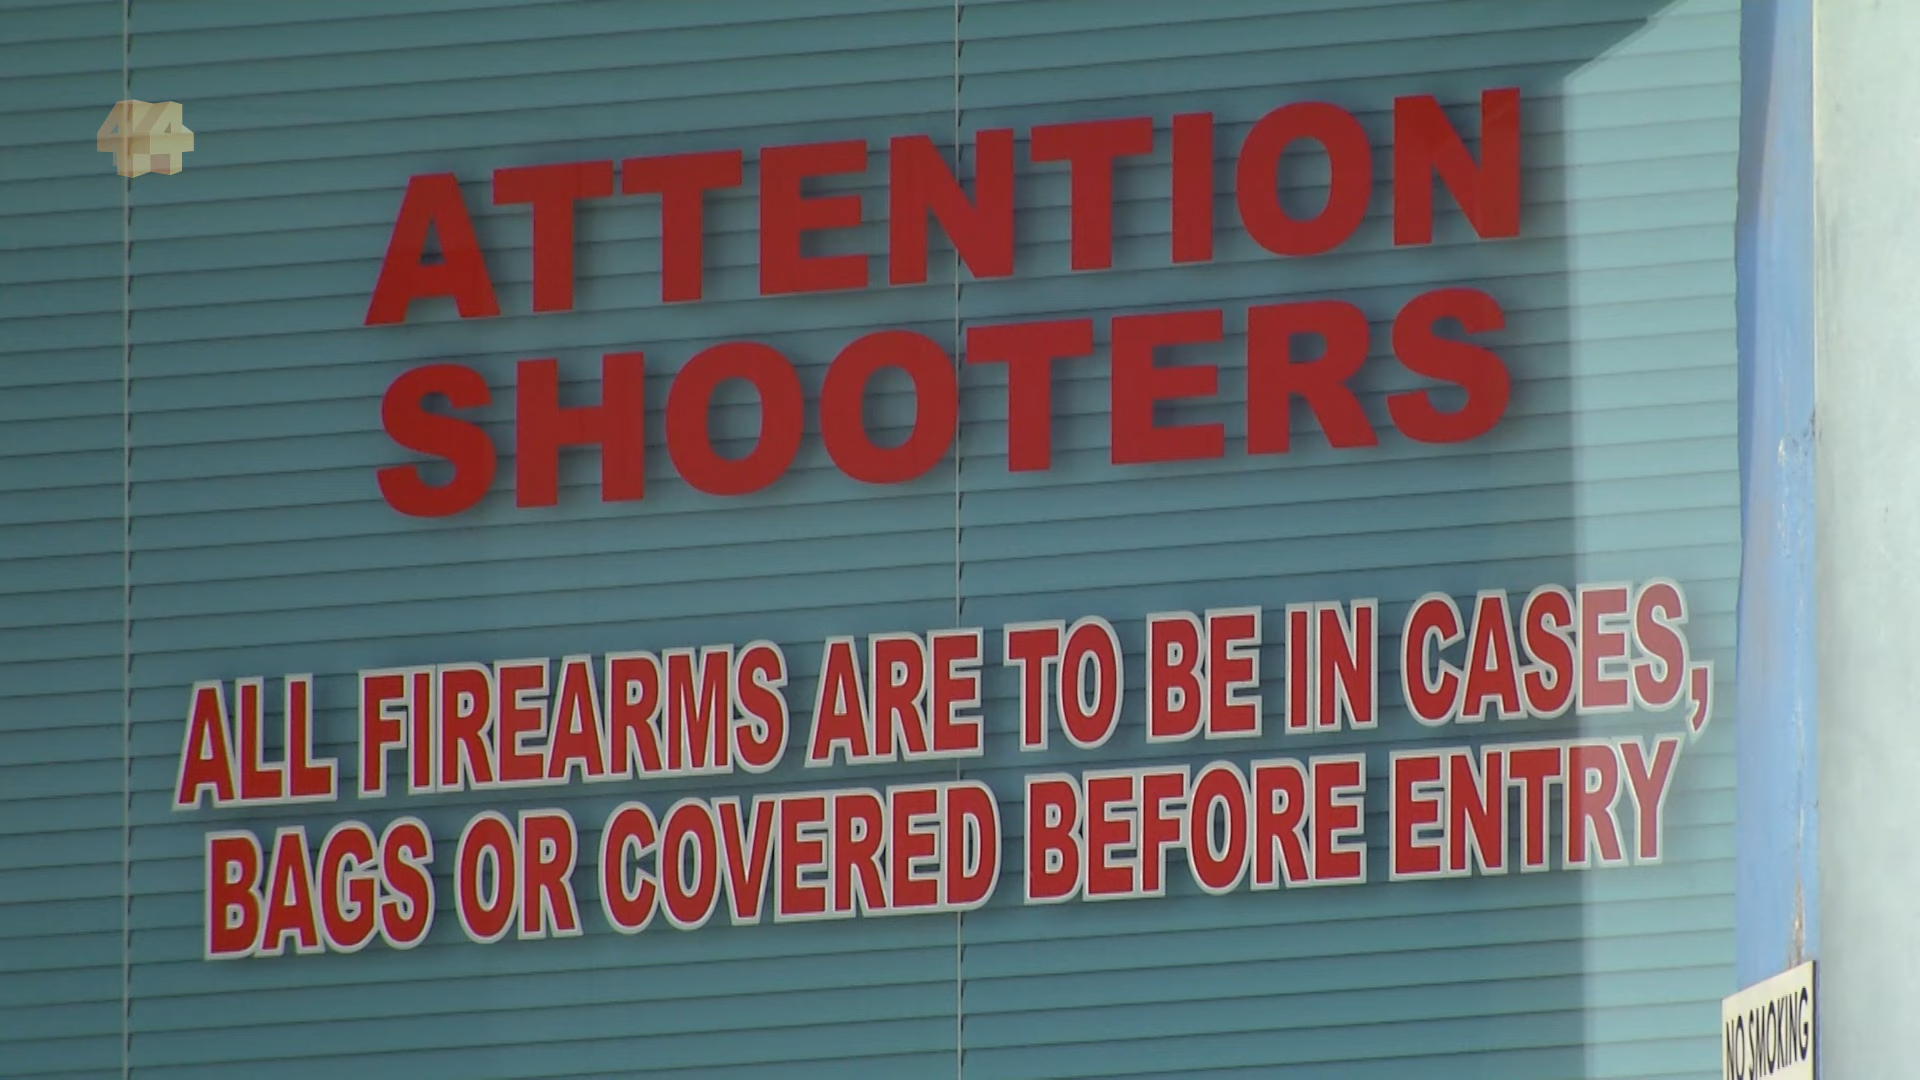 ATTENTION
SHOOTERS
ALL FIREARMS ARE TO BE IN CASES,
BAGS OR COVERED BEFORE ENTRY
NO SMOKING